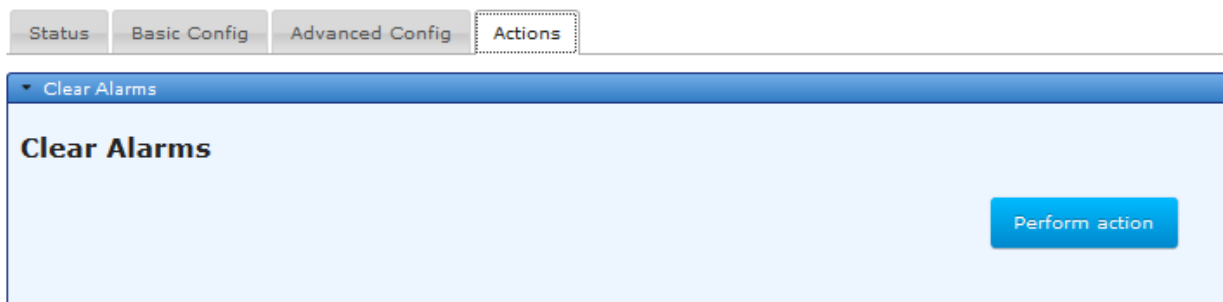 Status Basic Config Advanced Config Actions
Clear Alarms
Clear Alarms
Perform action